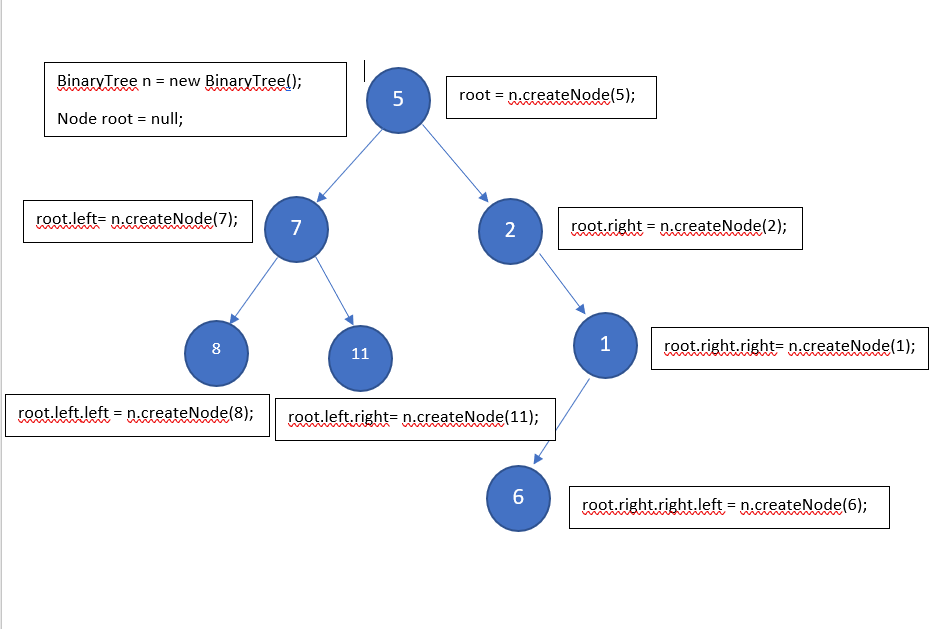 BinaryTree n = new BinaryTree();
Node root = null;
5
root = n.createNode(5);
root.left= n.createNode(7);
7
2
root.right = n.createNode(2);
8
11
1
root.right.right= n.createNode(1);
root.left.left = n.createNode(8);
root.left.right= n.createNode(11);
6
root.right.right.left = n.createNode(6);